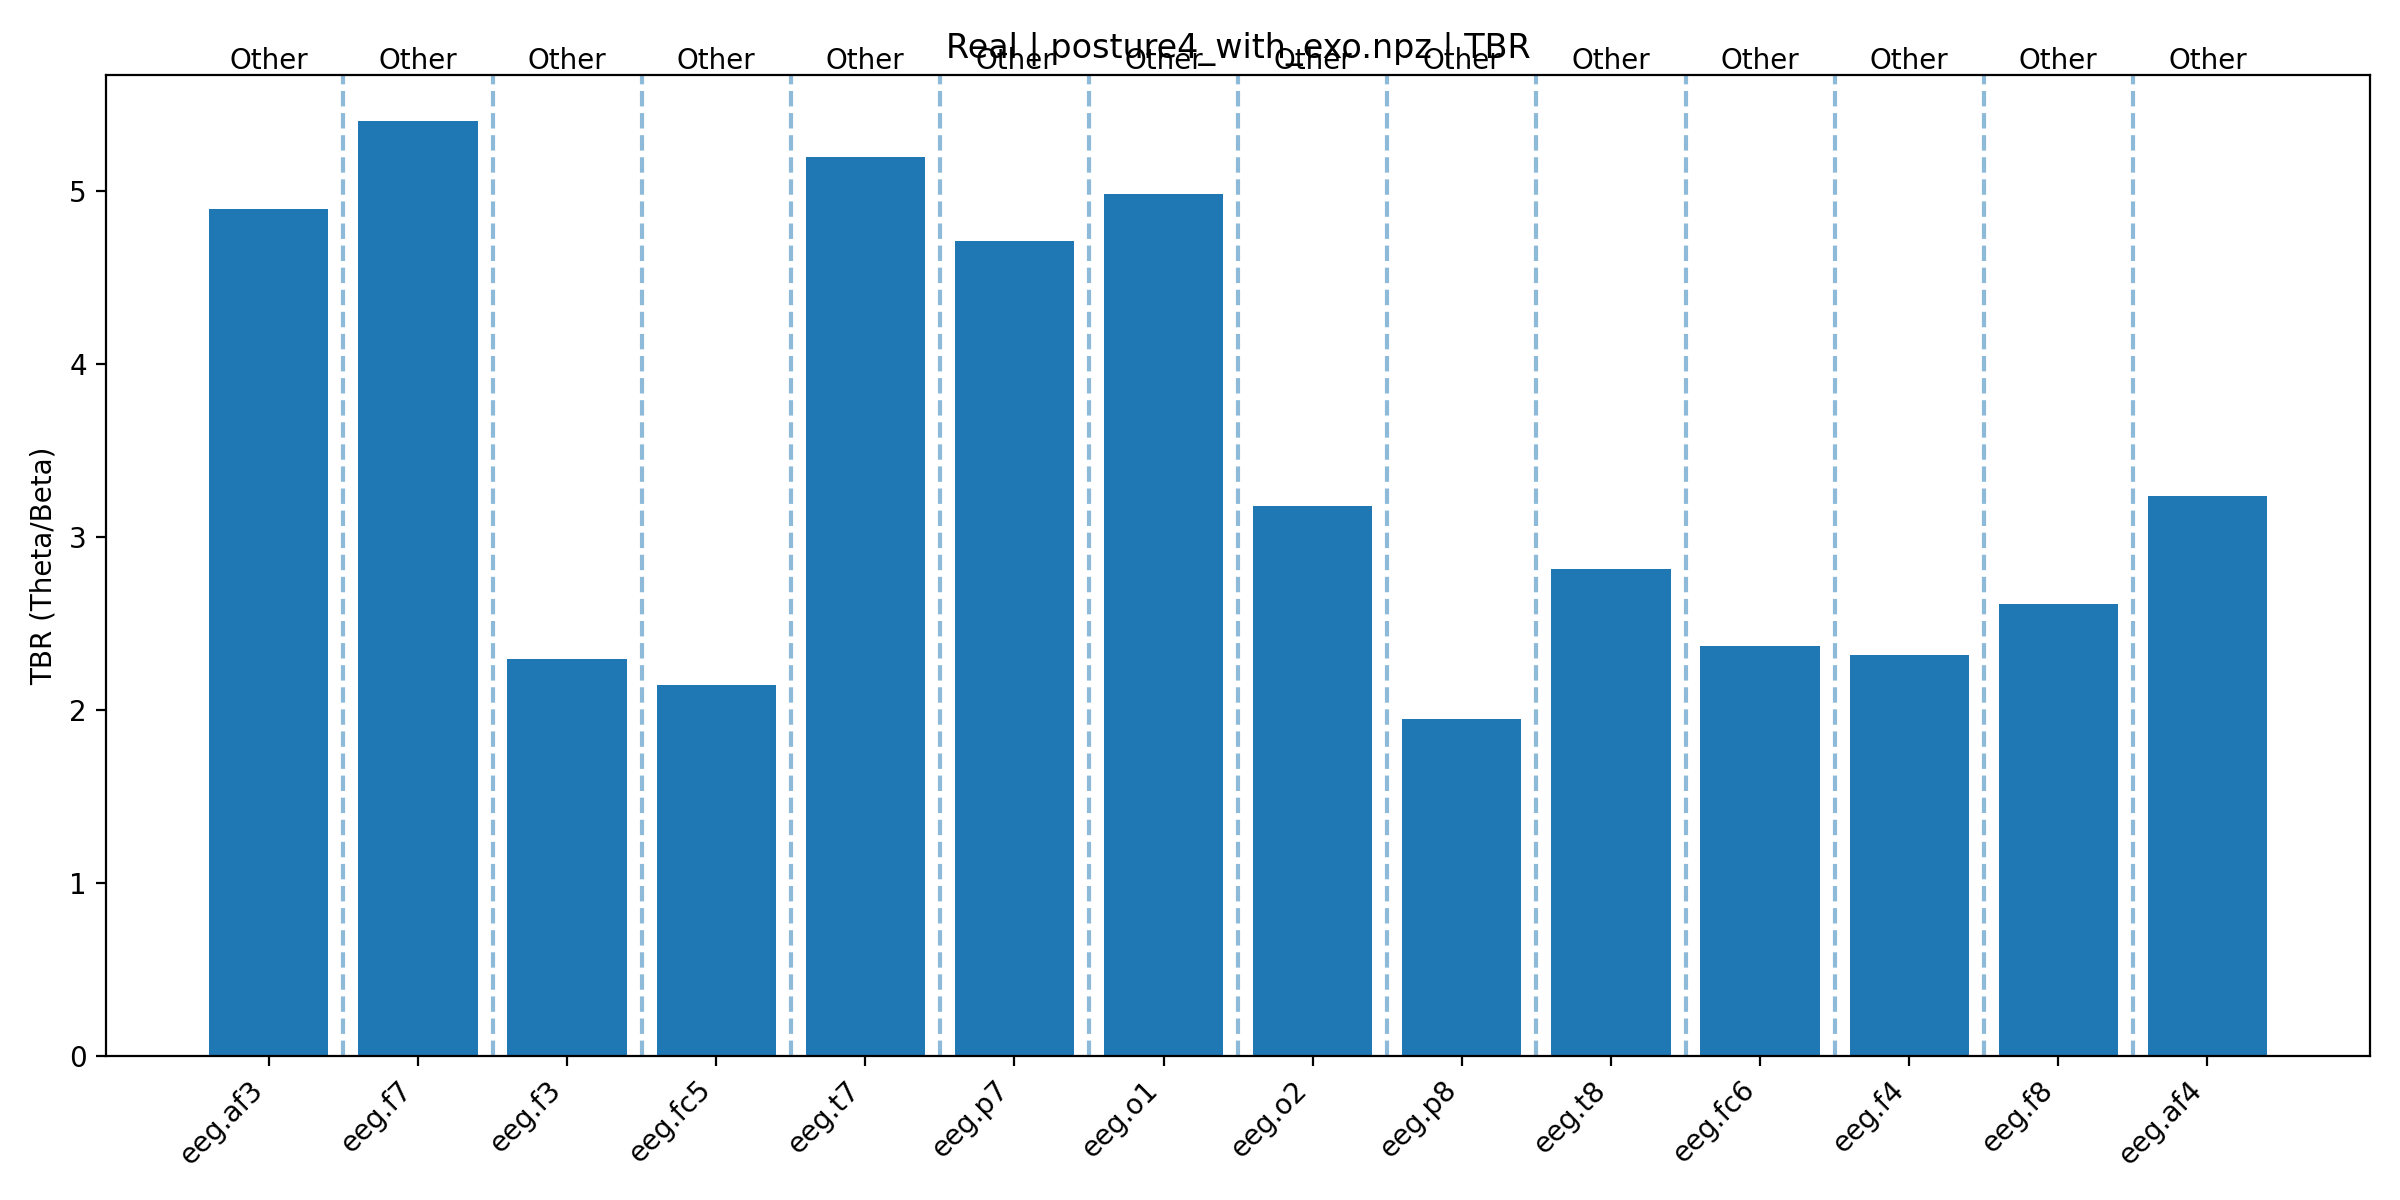 Real | posture4_with_exo.npz | TBR
Other Other Other Other Other Other Other Other Other Other Other Other Other Other
TBR (Theta/Beta)
5
4
3
2
1
0
eeg.af3 eeg.f7 eeg.f3 eeg.fc5 eeg.t7 eeg.p7 eeg.o1 eeg.o2 eeg.p8 eeg.t8 eeg.fc6 eeg.f4 eeg.f8 eeg.af4